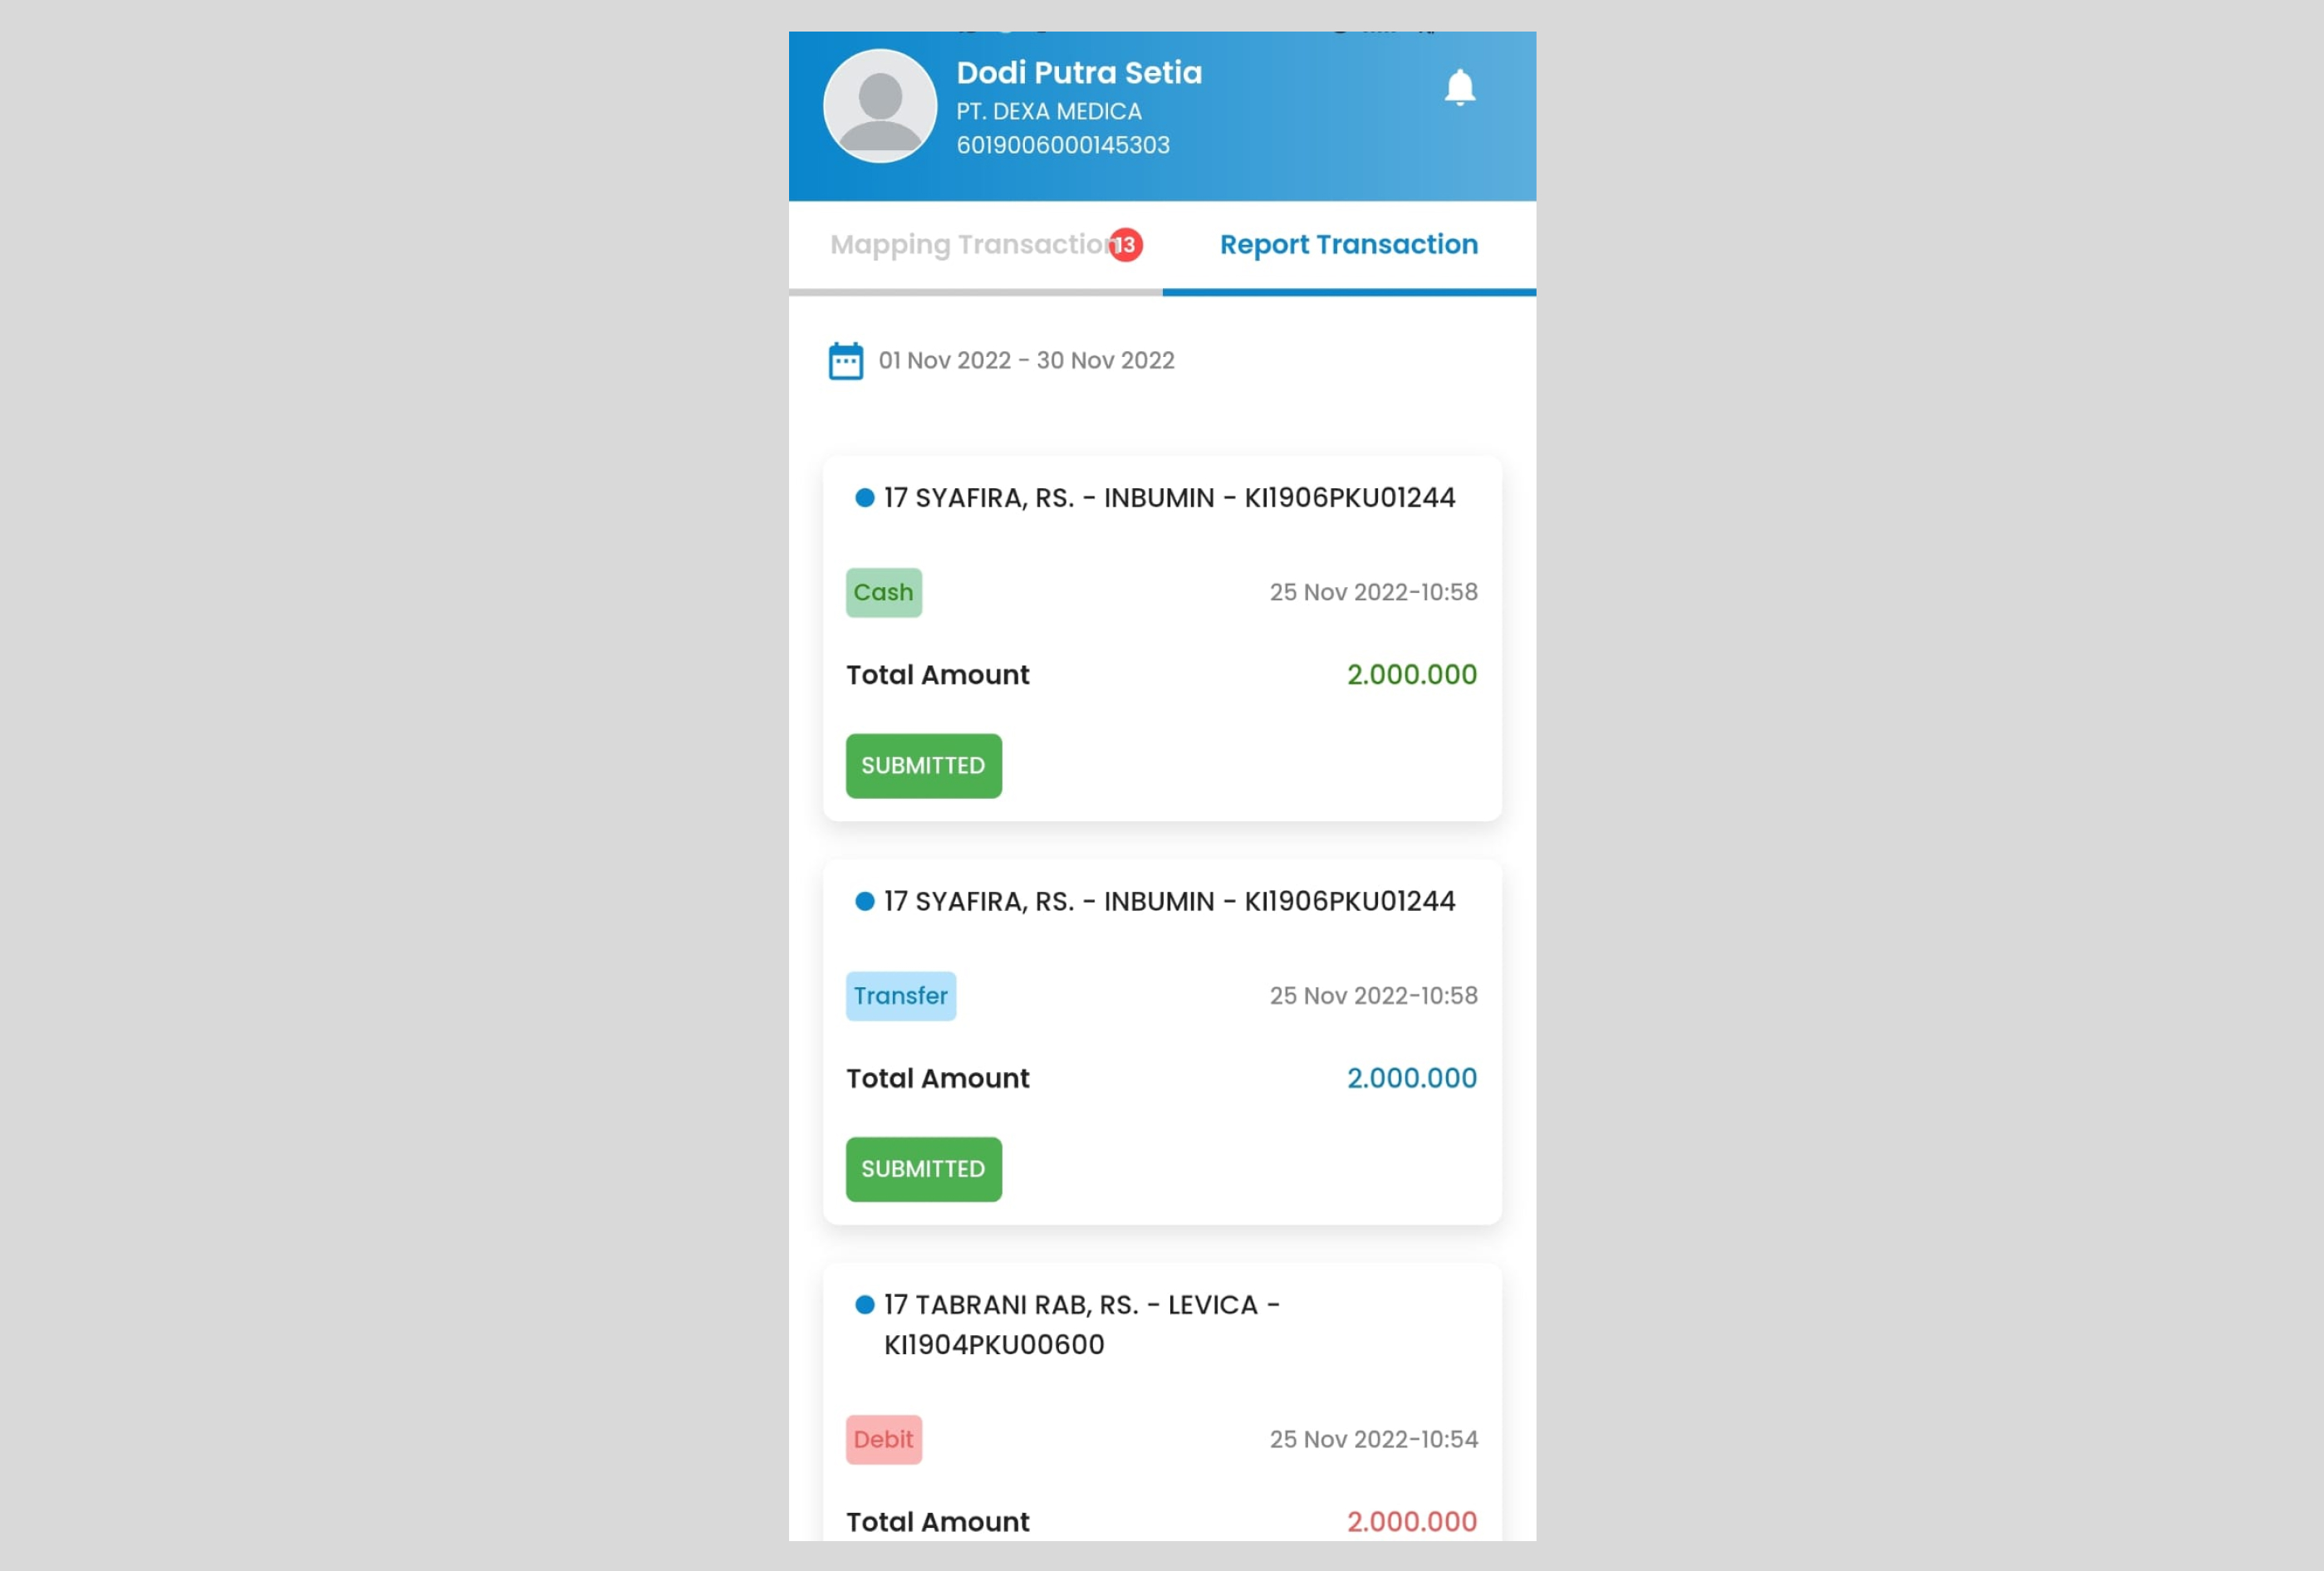 Dodi Putra Setia
PT. DEXA MEDICA
6019006000145303
Mapping Transaction 13
Report Transaction
01 Nov 2022 - 30 Nov 2022
17 SYAFIRA, RS. - INBUMIN - KI1906PKU01244
Cash
25 Nov 2022-10:58
Total Amount
2.000.000
SUBMITTED
17 SYAFIRA, RS. - INBUMIN - KI1906PKU01244
Transfer
25 Nov 2022-10:58
Total Amount
2.000.000
SUBMITTED
17 TABRANI RAB, RS. - LEVICA -
KI1904PKU00600
Debit
25 Nov 2022-10:54
Total Amount
2.000.000